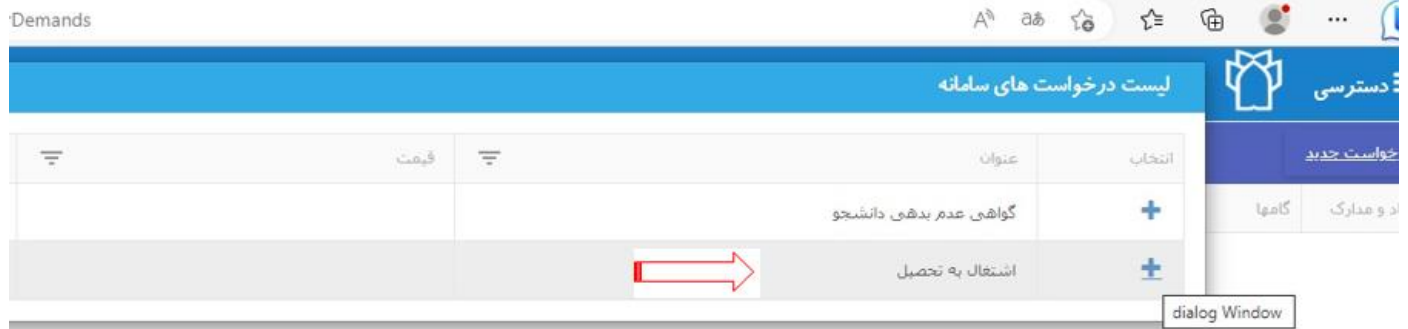 Demands
لیست درخواست های سامانه
دسترسی
خواست جدید
انتخاب
عنوان
قیمت
گامها
د و مدارک
گواهی عدم بدهی دانشجو
اشتغال به تحصیل
dialog Window